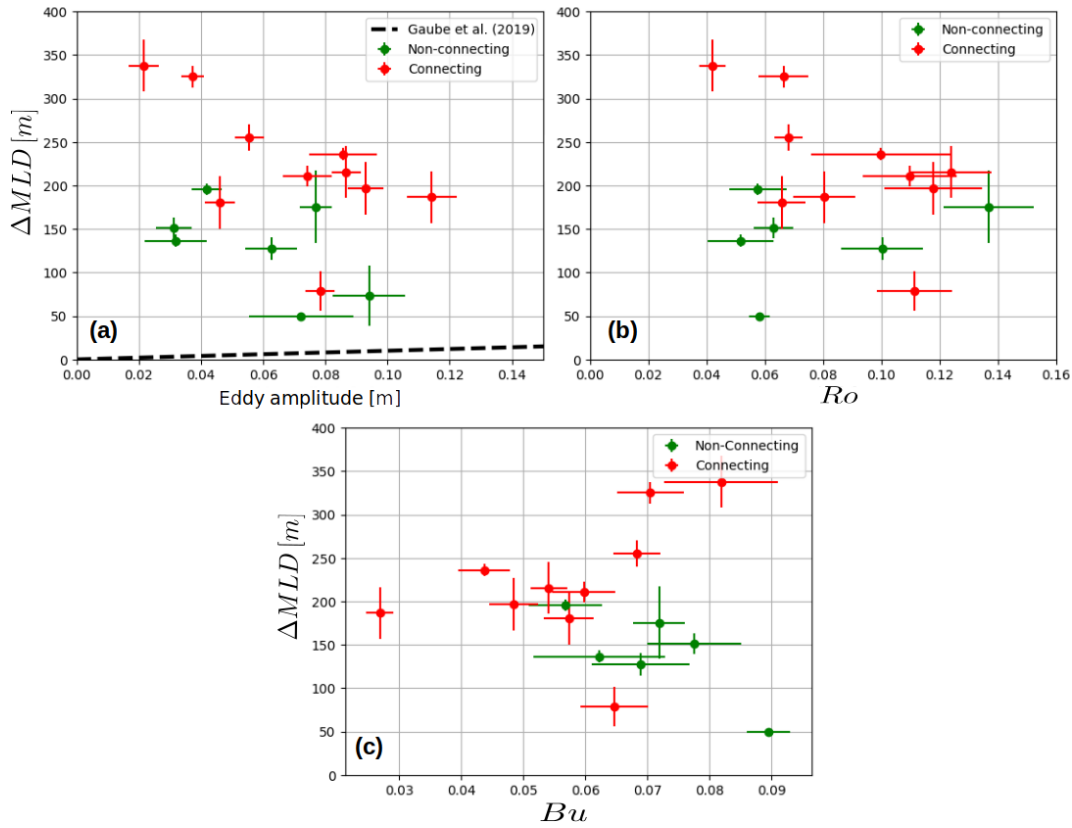 400
350
300
250
200
150
100
50
0
ΔMLD [m]
Gaube et al. (2019)
Non-connecting
Connecting
(a)
0.00 0.02 0.04 0.06 0.08 0.10 0.12 0.14
Eddy amplitude [m]
400
350
300
250
200
150
100
50
0
Non-connecting
Connecting
(b)
0.00 0.02 0.04 0.06 0.08 0.10 0.12 0.14 0.16
Ro
400
350
300
250
200
150
100
50
0
ΔMLD [m]
Non-Connecting
Connecting
(c)
0.03 0.04 0.05 0.06 0.07 0.08 0.09
Bu